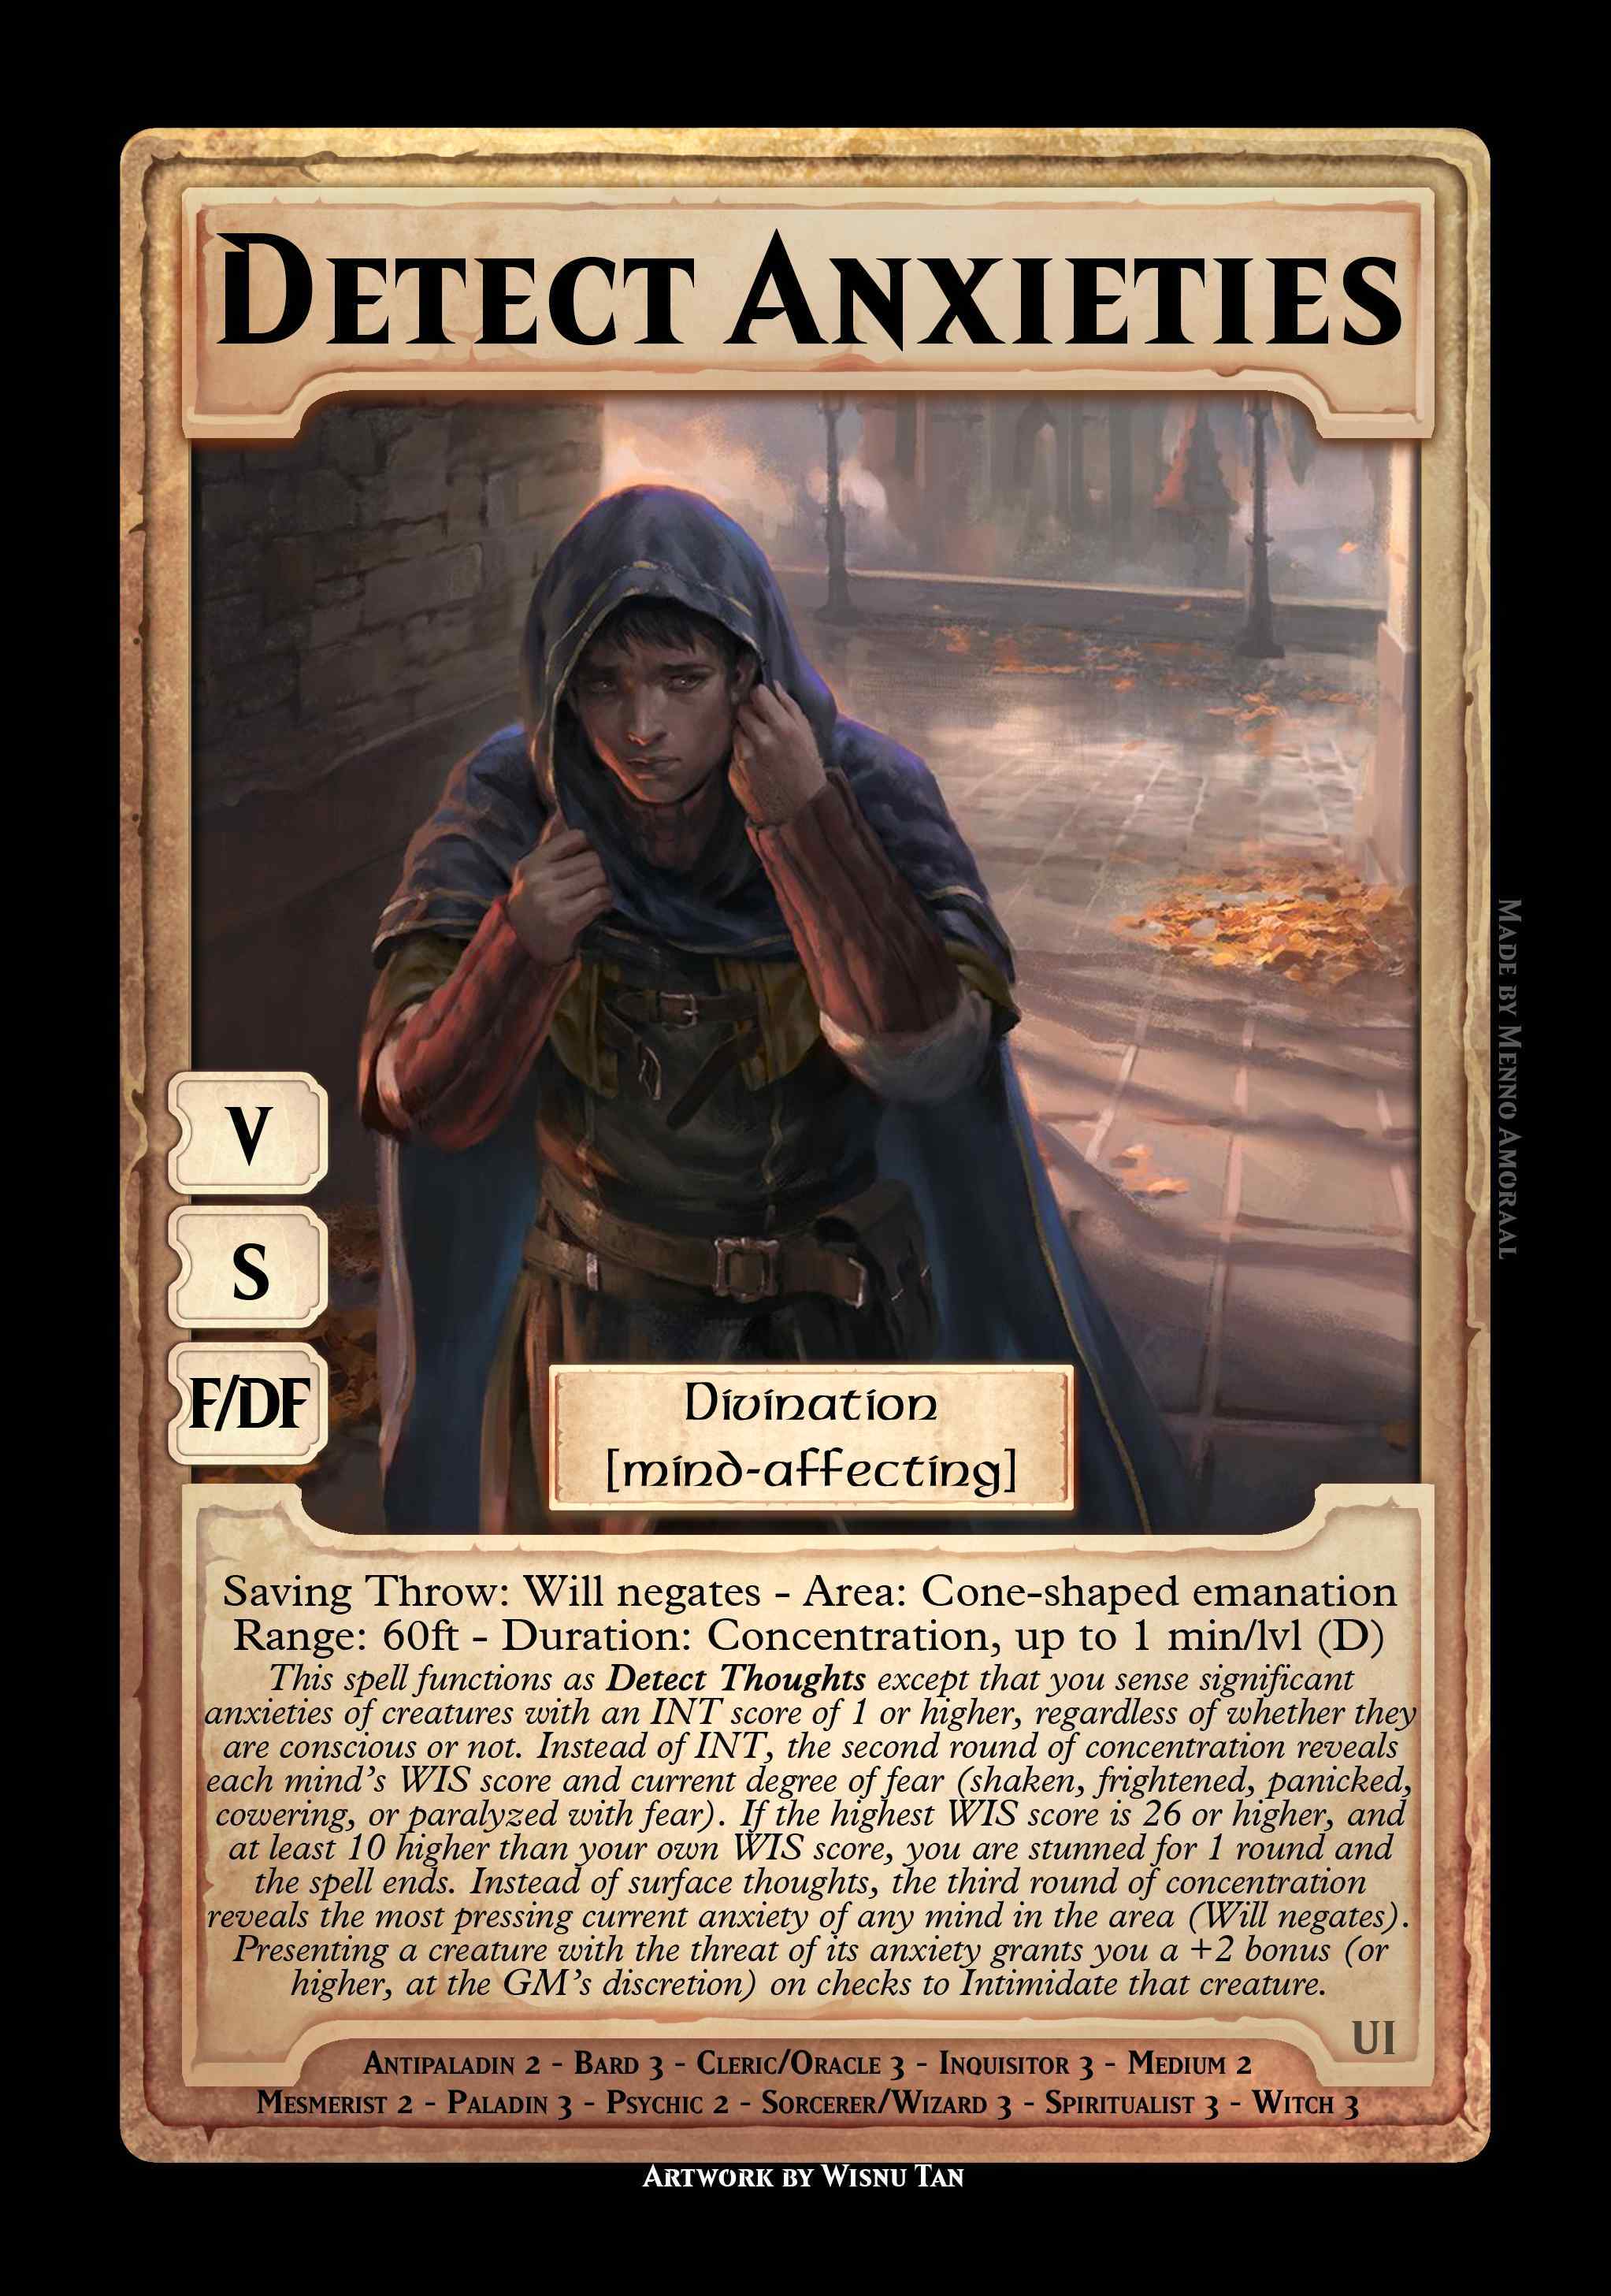 Detect Anxieties
V
S
F/DF
Divination
[mind-affecting]
Saving Throw: Will negates - Area: Cone-shaped emanation
Range: 60ft - Duration: Concentration, up to 1 min/lvl (D)
This spell functions as Detect Thoughts except that you sense significant
anxieties of creatures with an INT score of 1 or higher, regardless of whether they
are conscious or not. Instead of INT, the second round of concentration reveals
each mind's WIS score and current degree of fear (shaken, frightened, panicked,
cowering, or paralyzed with fear). If the highest WIS score is 26 or higher, and
at least 10 higher than your own WIS score, you are stunned for 1 round and
the spell ends. Instead of surface thoughts, the third round of concentration
reveals the most pressing current anxiety of any mind in the area (Will negates).
Presenting a creature with the threat of its anxiety grants you a +2 bonus (or
higher, at the GM's discretion) on checks to Intimidate that creature.
UI
Antipaladin 2 - Bard 3 - Cleric/Oracle 3 - Inquisitor 3 - Medium 2
Mesmerist 2 - Paladin 3 - Psychic 2 - Sorcerer/Wizard 3 - Spiritualist 3 - Witch 3
Artwork by Wisnu Tan
Made by Menno Amoraal